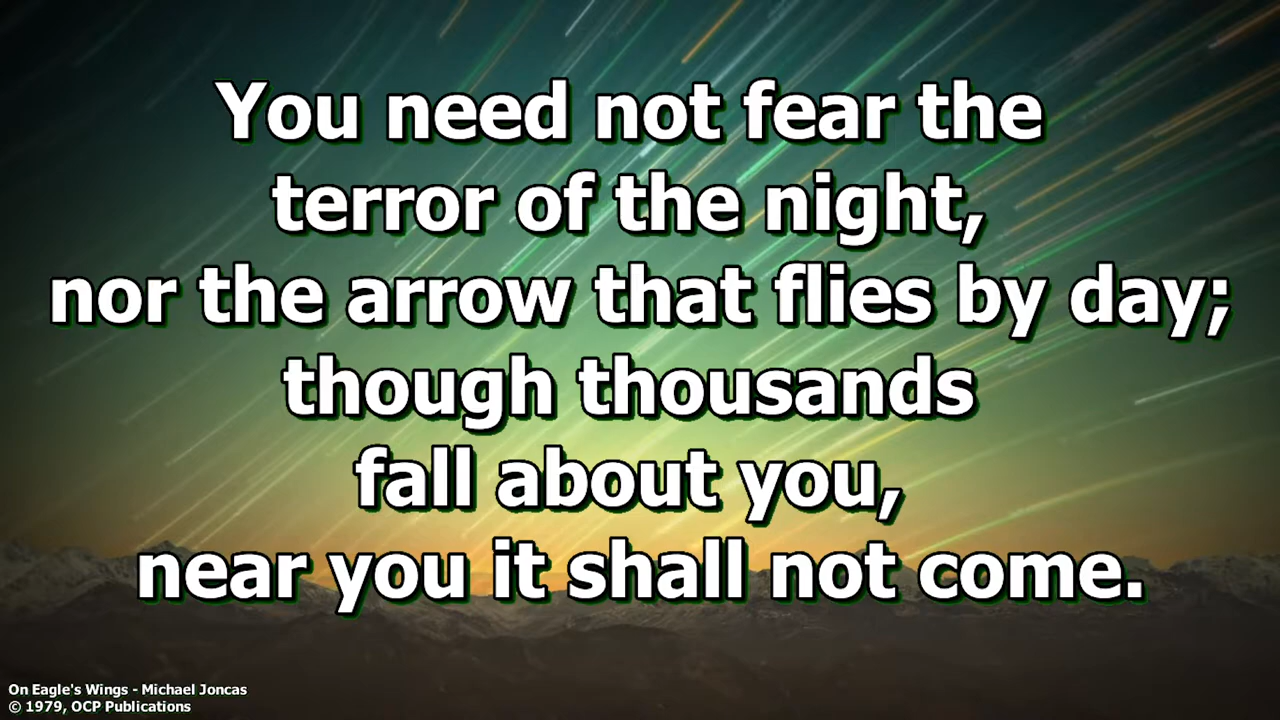 You need not fear the
terror of the night,
nor the arrow that flies by day;
though thousands
fall about you,
near you it shall not come.
On Eagle's Wings - Michael Joncas
© 1979, OCP Publications